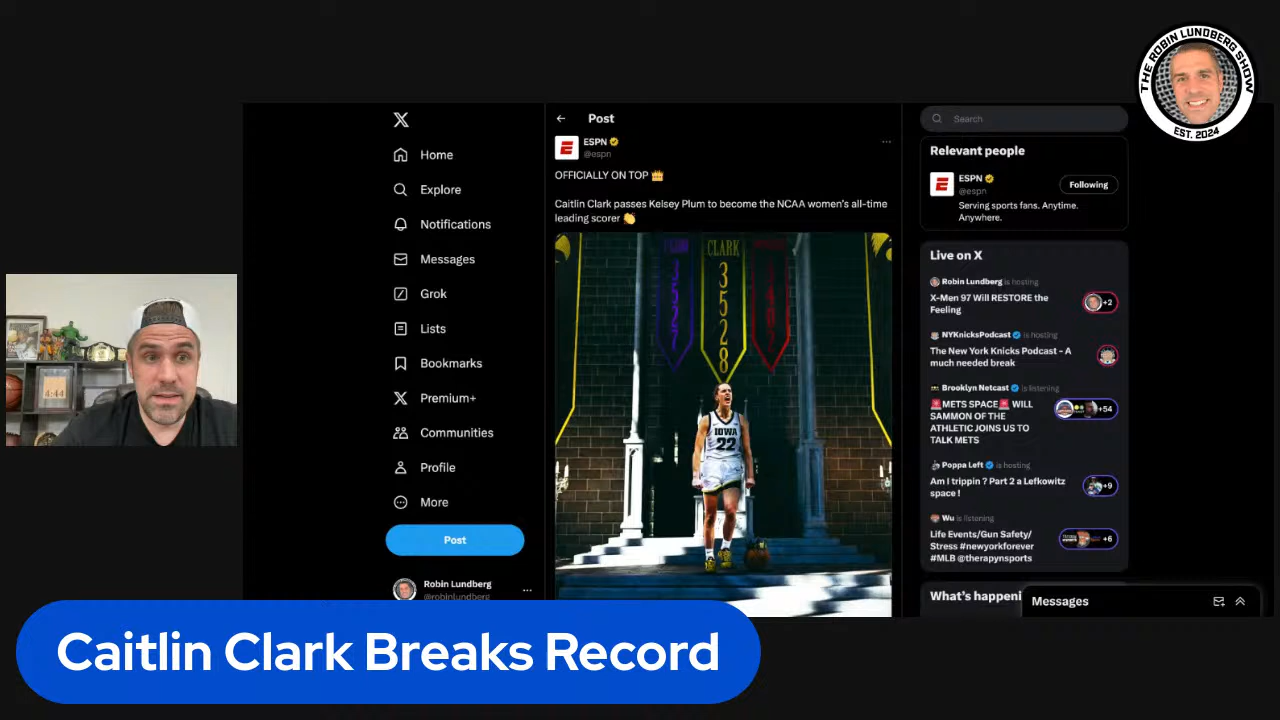 THE ROBIN LUNDBERG SHOW
EST. 2024
Home
Explore
Notifications
Messages
Grok
Lists
Bookmarks
Premium+
Communities
Profile
More
Post
Robin Lundberg
@robinlundberg
Post
ESPN
@espn
OFFICIALLY ON TOP 👑
Caitlin Clark passes Kelsey Plum to become the NCAA women's all-time
leading scorer 👏
CLARK
3528
IOWA
22
Search
Relevant people
ESPN
@espn
Following
Serving sports fans. Anytime.
Anywhere.
Live on X
Robin Lundberg is hosting
X-Men 97 Will RESTORE the
Feeling
+2
NYKnicksPodcast is hosting
The New York Knicks Podcast - A
much needed break
Brooklyn Netcast is listening
🚨METS SPACE🚨 WILL
SAMMON OF THE
ATHLETIC JOINS US TO
TALK METS
+54
Poppa Left is hosting
Am I trippin ? Part 2 a Lefkowitz
space !
+9
Wu is listening
Life Events/Gun Safety/
Stress #newyorkforever
#MLB @therapynsports
+6
What's happeni
Messages
4:44
Caitlin Clark Breaks Record